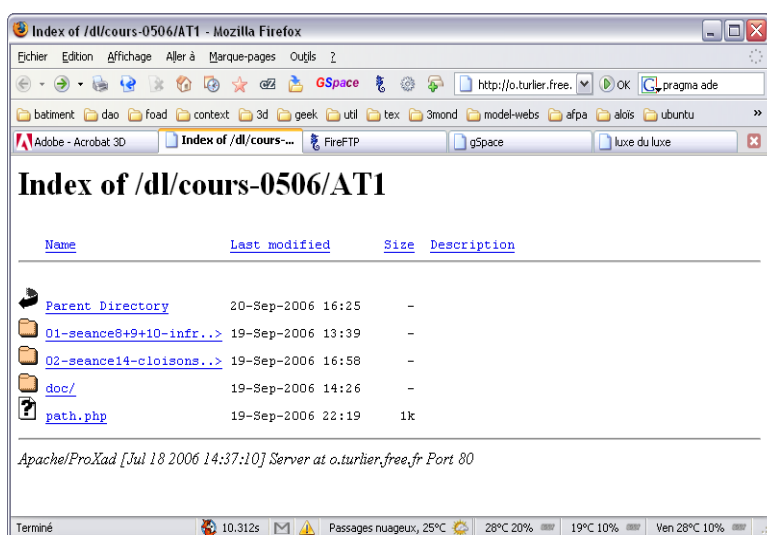 Index of /dl/cours-0506/AT1 - Mozilla Firefox
Fichier Edition Affichage Aller à Marque-pages Outils ?
GSpace http://o.turlier.free. OK pragma ade
batiment dao foad context 3d geek util tex 3mond model-webs afpa aloïs ubuntu »
Adobe - Acrobat 3D Index of /dl/cours-... FireFTP gSpace luxe du luxe
Index of /dl/cours-0506/AT1
Name Last modified Size Description
Parent Directory 20-Sep-2006 16:25 -
01-seance8+9+10-infr..> 19-Sep-2006 13:39 -
02-seance14-cloisons..> 19-Sep-2006 16:58 -
doc/ 19-Sep-2006 14:26 -
path.php 19-Sep-2006 22:19 1k
Apache/ProXad [Jul 18 2006 14:37:10] Server at o.turlier.free.fr Port 80
Terminé 10.312s Passages nuageux, 25°C 28°C 20% 19°C 10% Ven 28°C 10%